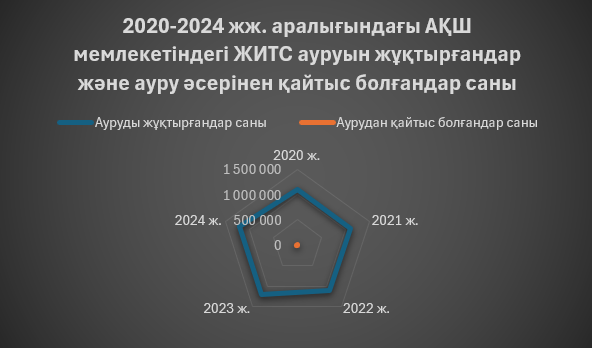 2020-2024 жж. аралығындағы АҚШ
мемлекетіндегі ЖИТС ауруын жұқтырғандар
және ауру әсерінен қайтыс болғандар саны
Ауруды жұқтырғандар саны
Аурудан қайтыс болғандар саны
2020 ж.
1 500 000
1 000 000
500 000
0
2024 ж.
2021 ж.
2023 ж.
2022 ж.